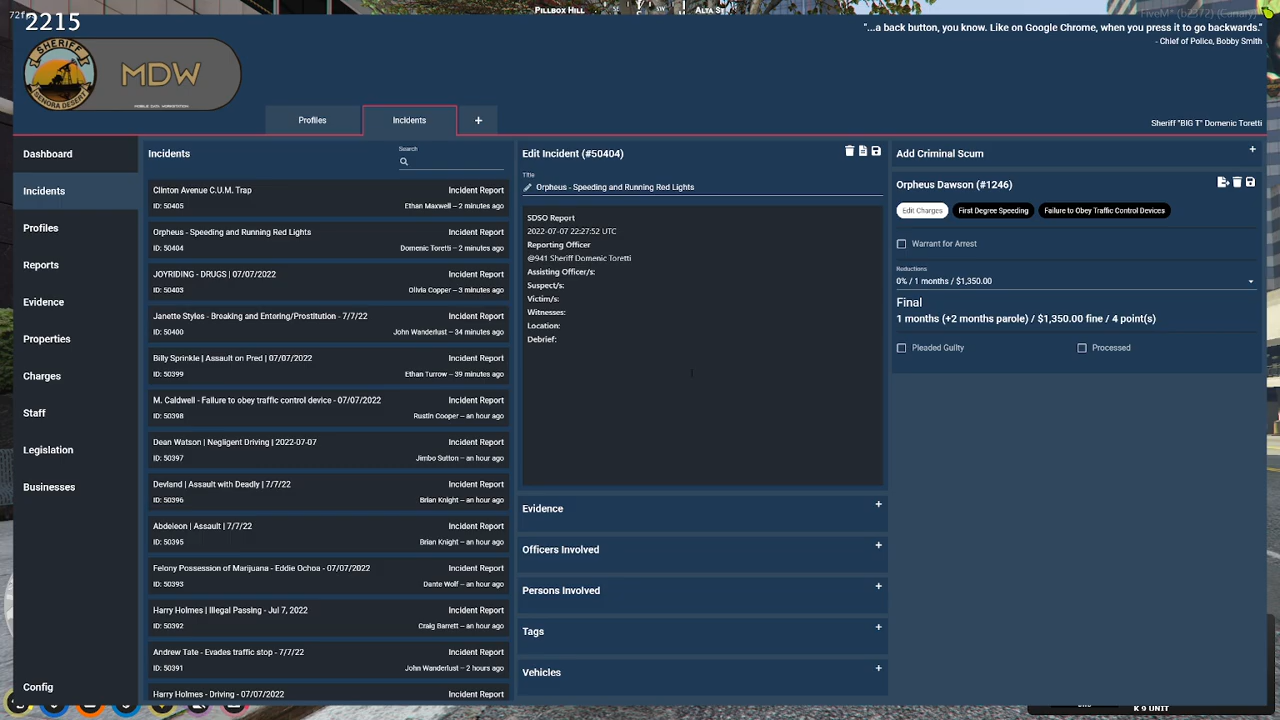 72f
2215
PILLBOX HILL
ALTA ST
FiveM* (b2372) (Canary)
"...a back button, you know. Like on Google Chrome, when you press it to go backwards."
- Chief of Police, Bobby Smith
SHERIFF
SENORA DESERT
MDW
MOBILE DATA WORKSTATION
Profiles
Incidents
+
Sheriff "BIG T" Domenic Toretti
Dashboard
Incidents
Profiles
Reports
Evidence
Properties
Charges
Staff
Legislation
Businesses
Config
Incidents
Search
Clinton Avenue C.U.M. Trap Incident Report
ID: 50405 Ethan Maxwell – 2 minutes ago
Orpheus - Speeding and Running Red Lights Incident Report
ID: 50404 Domenic Toretti – 2 minutes ago
JOYRIDING - DRUGS | 07/07/2022 Incident Report
ID: 50403 Olivia Copper – 3 minutes ago
Janette Styles - Breaking and Entering/Prostitution - 7/7/22 Incident Report
ID: 50400 John Wanderlust – 34 minutes ago
Billy Sprinkle | Assault on Pred | 07/07/2022 Incident Report
ID: 50399 Ethan Turrow – 39 minutes ago
M. Caldwell - Failure to obey traffic control device - 07/07/2022 Incident Report
ID: 50398 Rustin Cooper – an hour ago
Dean Watson | Negligent Driving | 2022-07-07 Incident Report
ID: 50397 Jimbo Sutton – an hour ago
Devland | Assault with Deadly | 7/7/22 Incident Report
ID: 50396 Brian Knight – an hour ago
Abdeleon | Assault | 7/7/22 Incident Report
ID: 50395 Brian Knight – an hour ago
Felony Possession of Marijuana - Eddie Ochoa - 07/07/2022 Incident Report
ID: 50393 Dante Wolf – an hour ago
Harry Holmes | Illegal Passing - Jul 7, 2022 Incident Report
ID: 50392 Craig Barrett – an hour ago
Andrew Tate - Evades traffic stop - 7/7/22 Incident Report
ID: 50391 John Wanderlust – 2 hours ago
Harry Holmes - Driving - 07/07/2022 Incident Report
Edit Incident (#50404)
Title
Orpheus - Speeding and Running Red Lights
SDSO Report
2022-07-07 22:27:52 UTC
Reporting Officer
@941 Sheriff Domenic Toretti
Assisting Officer/s:
Suspect/s:
Victim/s:
Witnesses:
Location:
Debrief:
Evidence +
Officers Involved +
Persons Involved +
Tags +
Vehicles +
Add Criminal Scum +
Orpheus Dawson (#1246)
Edit Charges First Degree Speeding Failure to Obey Traffic Control Devices
Warrant for Arrest
Reductions
0% / 1 months / $1,350.00
Final
1 months (+2 months parole) / $1,350.00 fine / 4 point(s)
Pleaded Guilty Processed
K 9 UNIT